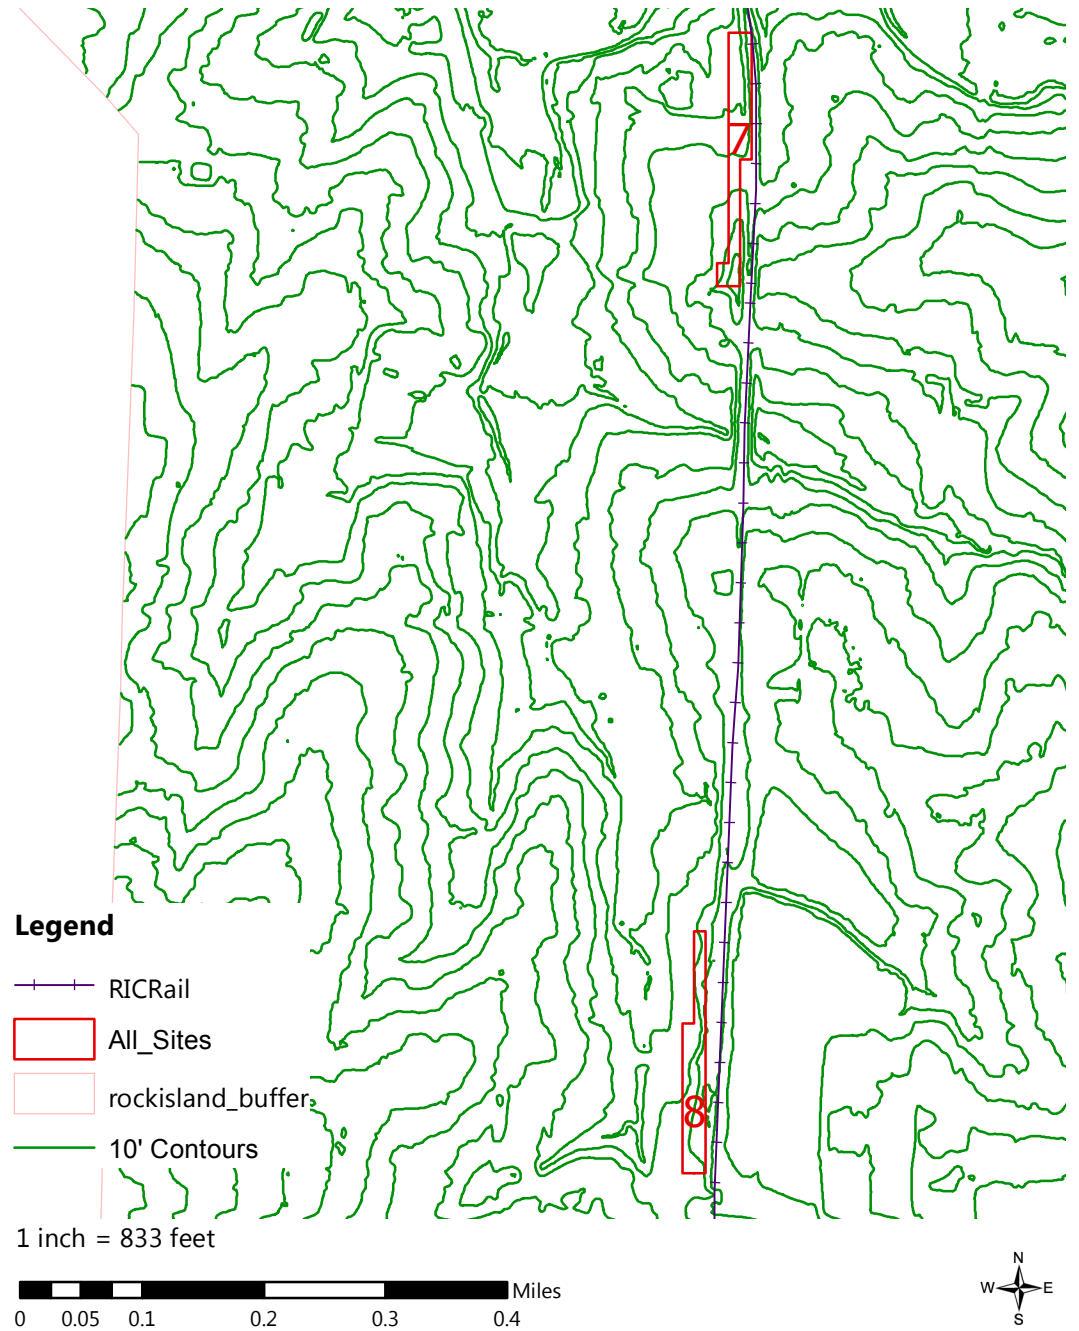 7
8
Legend
RICRail
All_Sites
rockisland_buffer
10' Contours
1 inch = 833 feet
Miles
0 0.05 0.1 0.2 0.3 0.4
N
W E
S